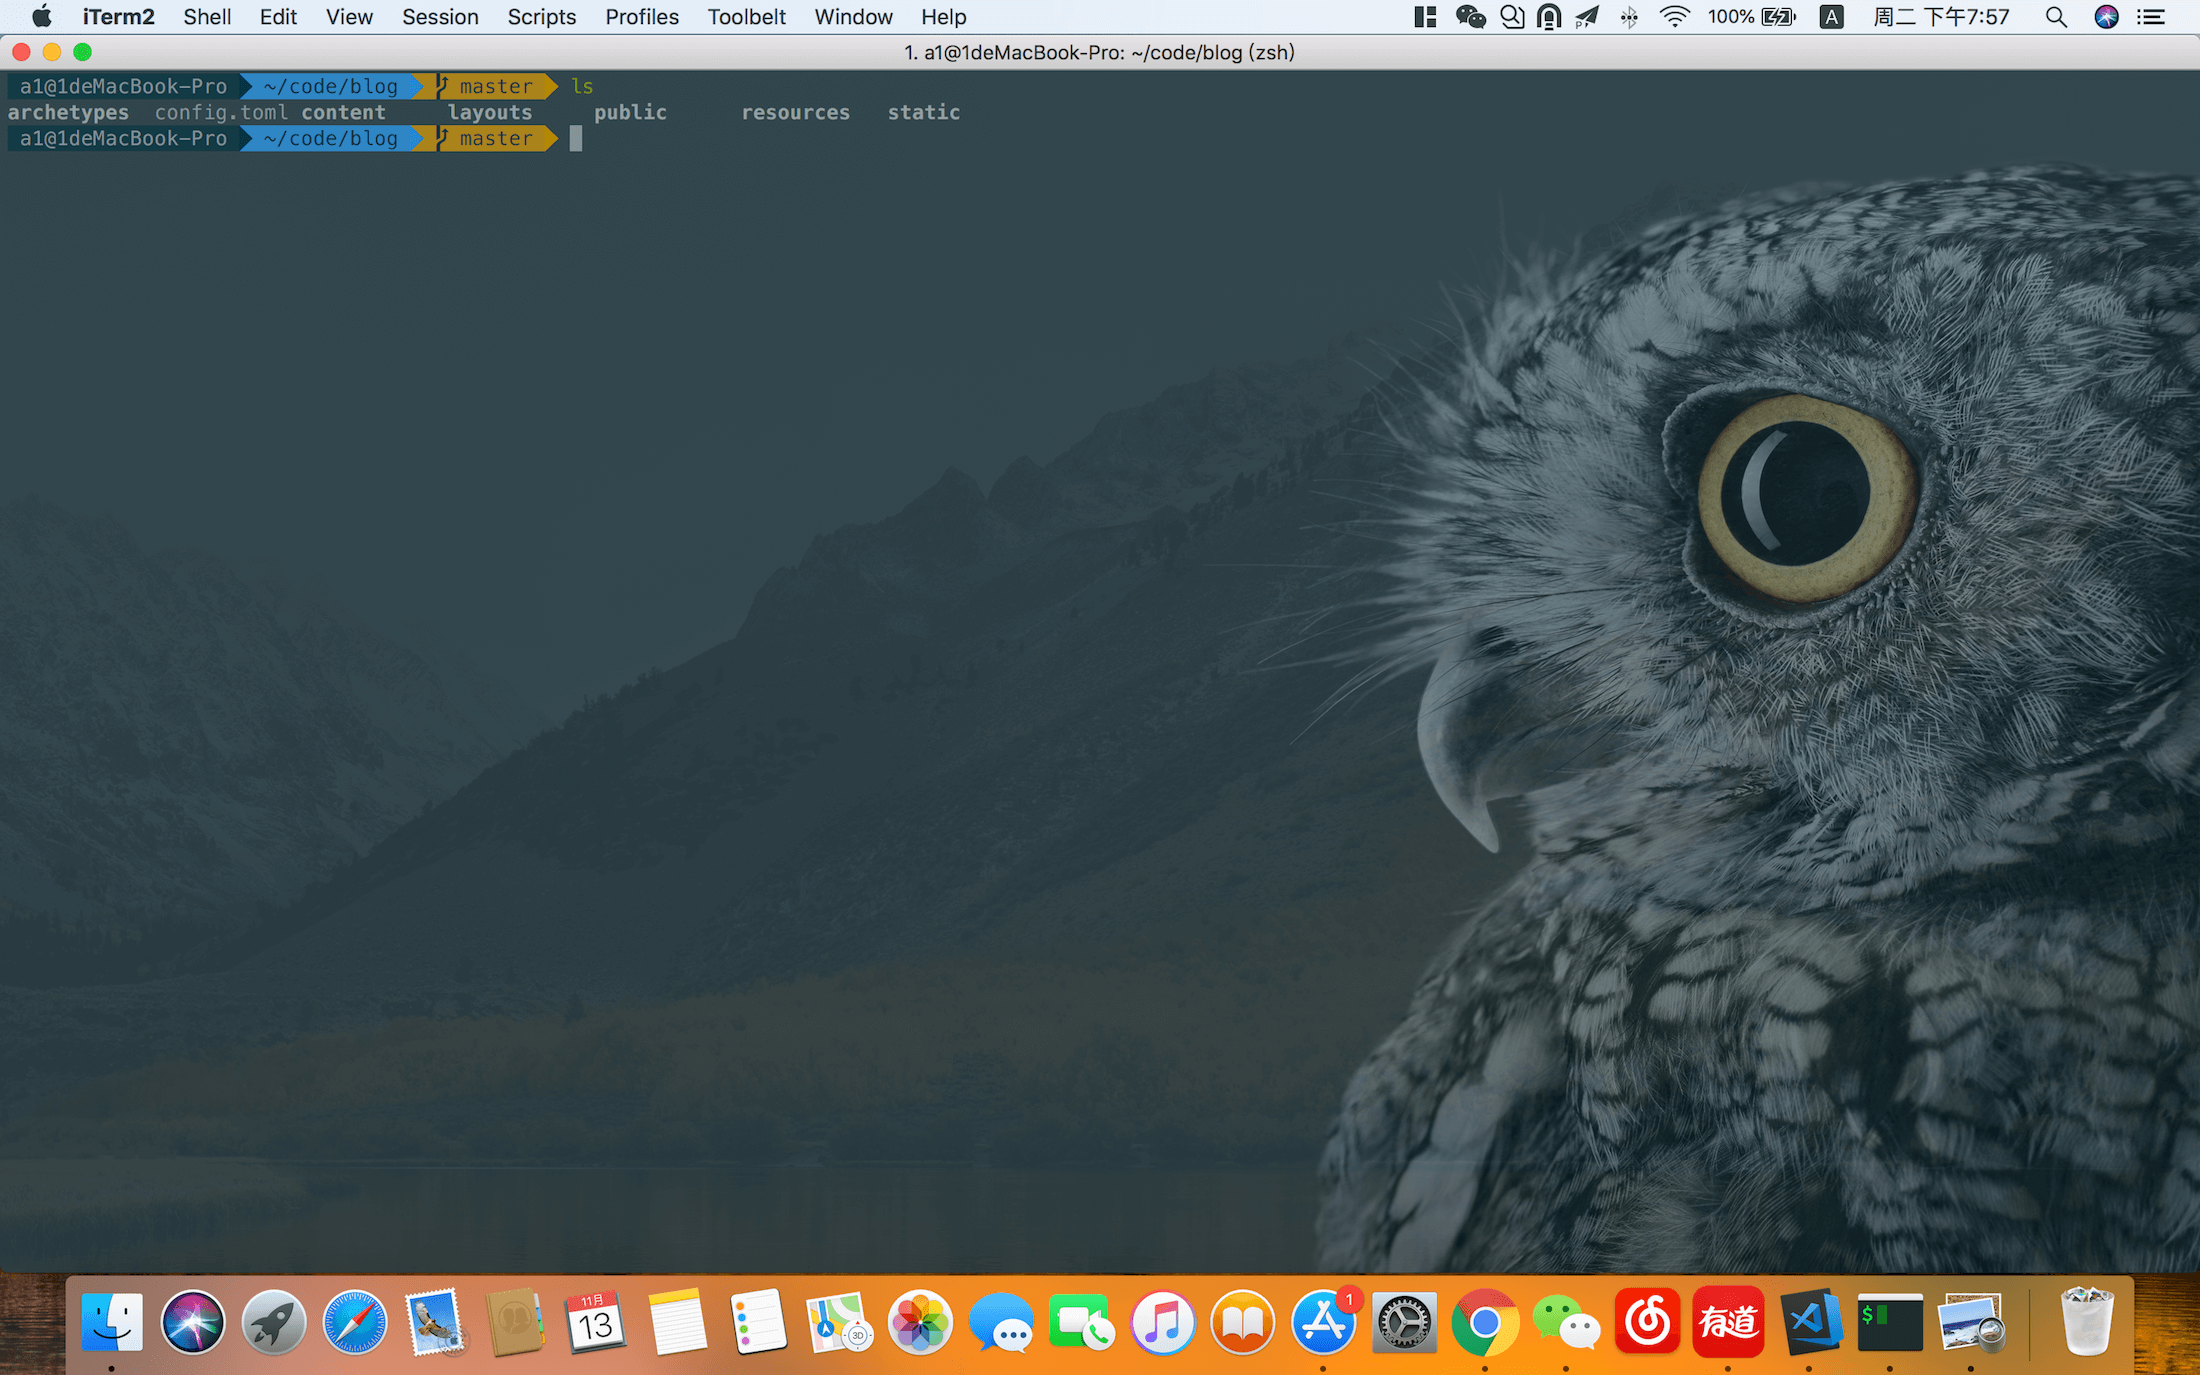 iTerm2 Shell Edit View Session Scripts Profiles Toolbelt Window Help 100% A 周二 下午7:57
1. a1@1deMacBook-Pro: ~/code/blog (zsh)
a1@1deMacBook-Pro ~/code/blog master ls
archetypes config.toml content layouts public resources static
a1@1deMacBook-Pro ~/code/blog master
11月
13
3D
1
有道
$